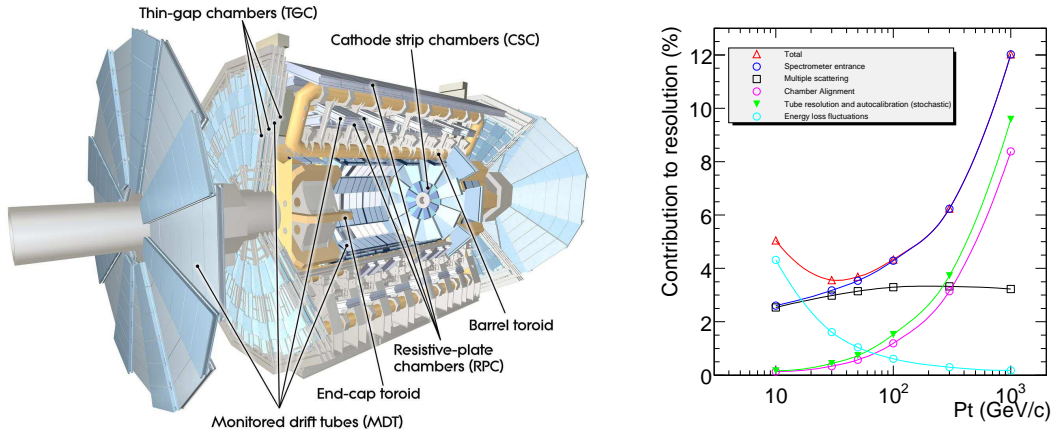 Thin-gap chambers (TGC)
Cathode strip chambers (CSC)
Barrel toroid
Resistive-plate
chambers (RPC)
End-cap toroid
Monitored drift tubes (MDT)
Contribution to resolution (%)
12
10
8
6
4
2
0
Total
Spectrometer entrance
Multiple scattering
Chamber Alignment
Tube resolution and autocalibration (stochastic)
Energy loss fluctuations
10 10² 10³
Pt (GeV/c)